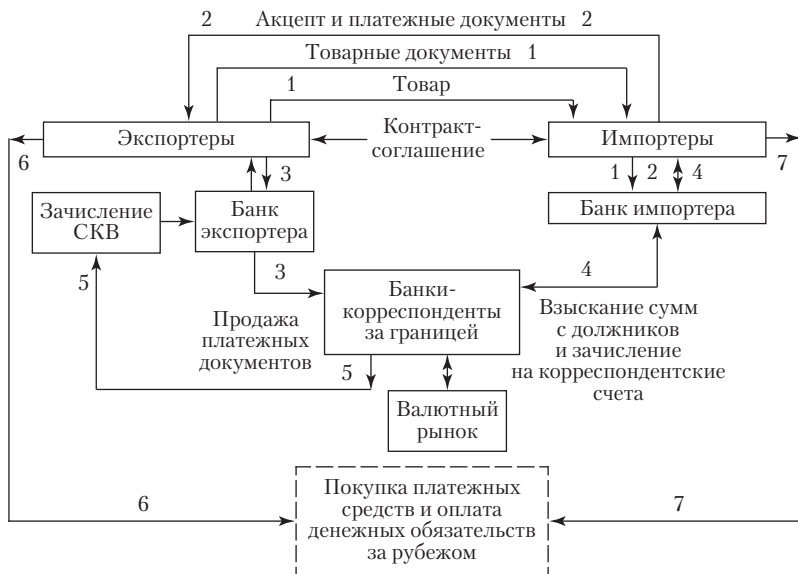 2 Акцепт и платежные документы 2
Товарные документы 1
1 Товар
Экспортеры
Контракт-
соглашение
Импортеры
6
3
1 2 4
7
Зачисление
СКВ
Банк
экспортера
Банк импортера
5
3
4
Банки-
корреспонденты
за границей
Продажа
платежных
документов
Взыскание сумм
с должников
и зачисление
на корреспондентские
счета
5
Валютный
рынок
6
Покупка платежных
средств и оплата
денежных обязательств
за рубежом
7